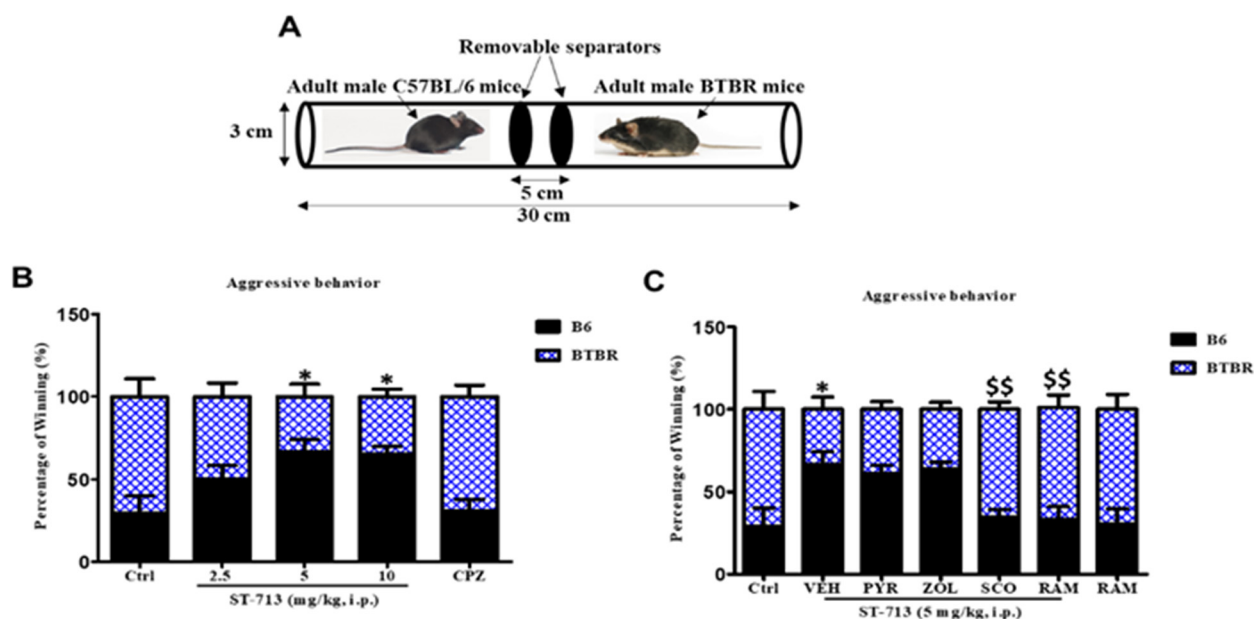 A
Removable separators
Adult male C57BL/6 mice
Adult male BTBR mice
3 cm
5 cm
30 cm
B
Aggressive behavior
Percentage of Winning (%)
150
100
50
0
Ctrl 2.5 5 10 CPZ
ST-713 (mg/kg, i.p.)
* *
B6
BTBR
C
Aggressive behavior
Percentage of Winning (%)
150
100
50
0
* $$ $$
Ctrl VEH PYR ZOL SCO RAM RAM
ST-713 (5 mg/kg, i.p.)
B6
BTBR